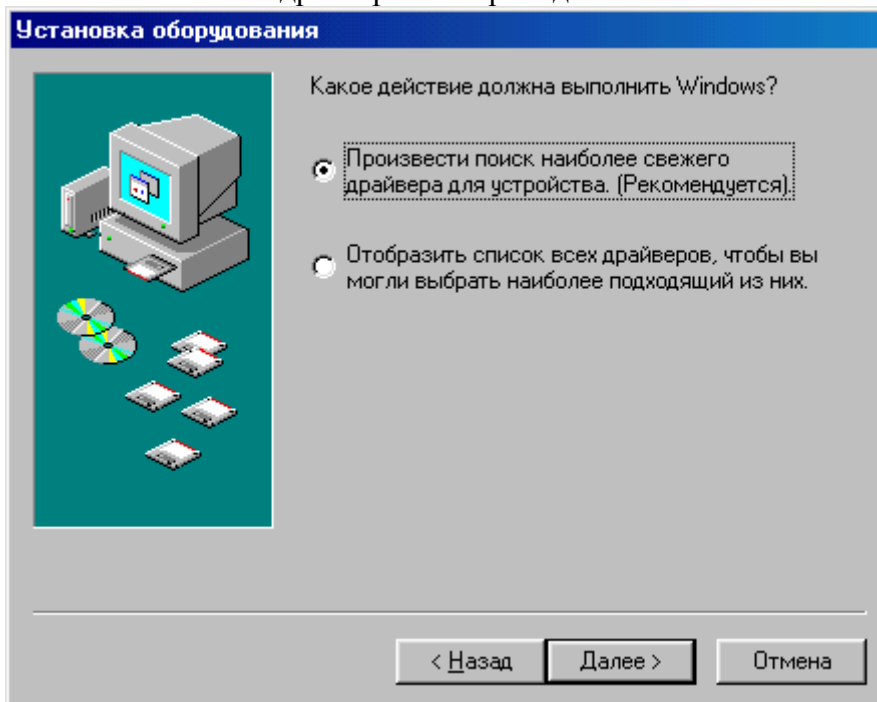 Установка оборудования
Какое действие должна выполнить Windows?
Произвести поиск наиболее свежего
драйвера для устройства. (Рекомендуется).
Отобразить список всех драйверов, чтобы вы
могли выбрать наиболее подходящий из них.
< Назад
Далее >
Отмена